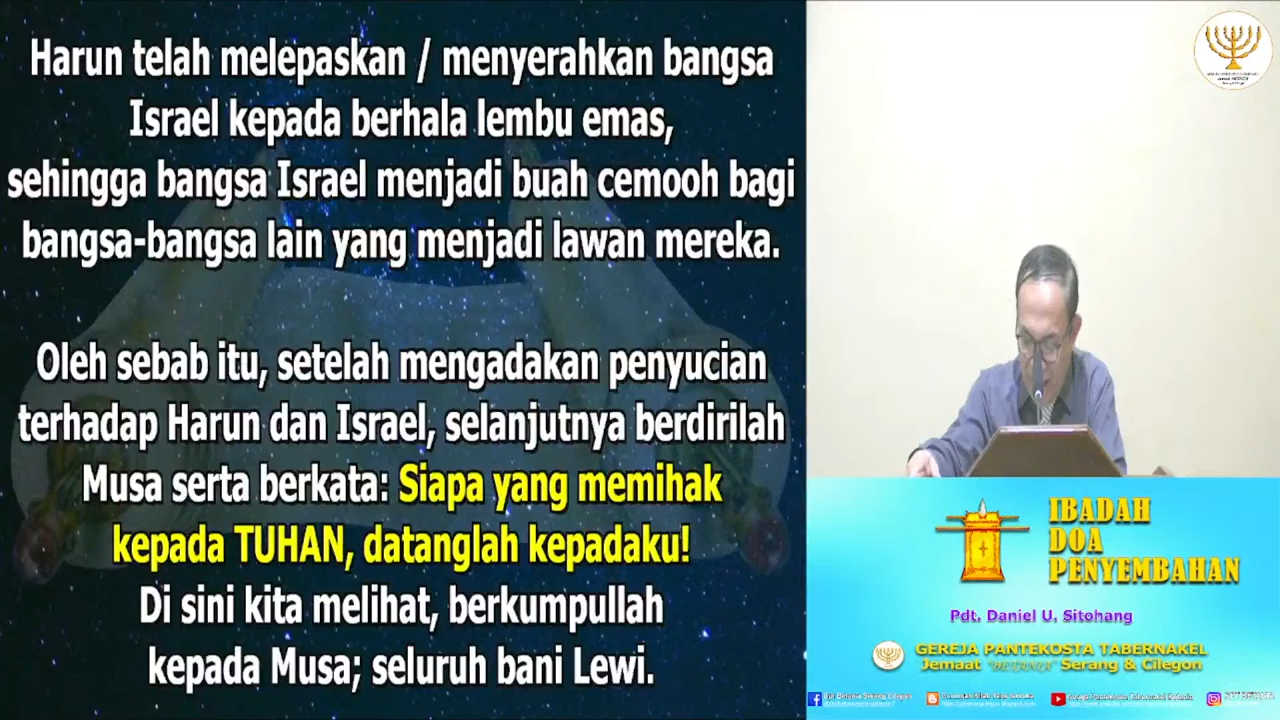 Harun telah melepaskan / menyerahkan bangsa
Israel kepada berhala lembu emas,
sehingga bangsa Israel menjadi buah cemooh bagi
bangsa-bangsa lain yang menjadi lawan mereka.
Oleh sebab itu, setelah mengadakan penyucian
terhadap Harun dan Israel, selanjutnya berdirilah
Musa serta berkata: Siapa yang memihak
kepada TUHAN, datanglah kepadaku!
Di sini kita melihat, berkumpullah
kepada Musa; seluruh bani Lewi.
IBADAH
DOA
PENYEMBAHAN
Pdt. Daniel U. Sitohang
GEREJA PANTEKOSTA TABERNAKEL
Jemaat "BETANIA" Serang & Cilegon